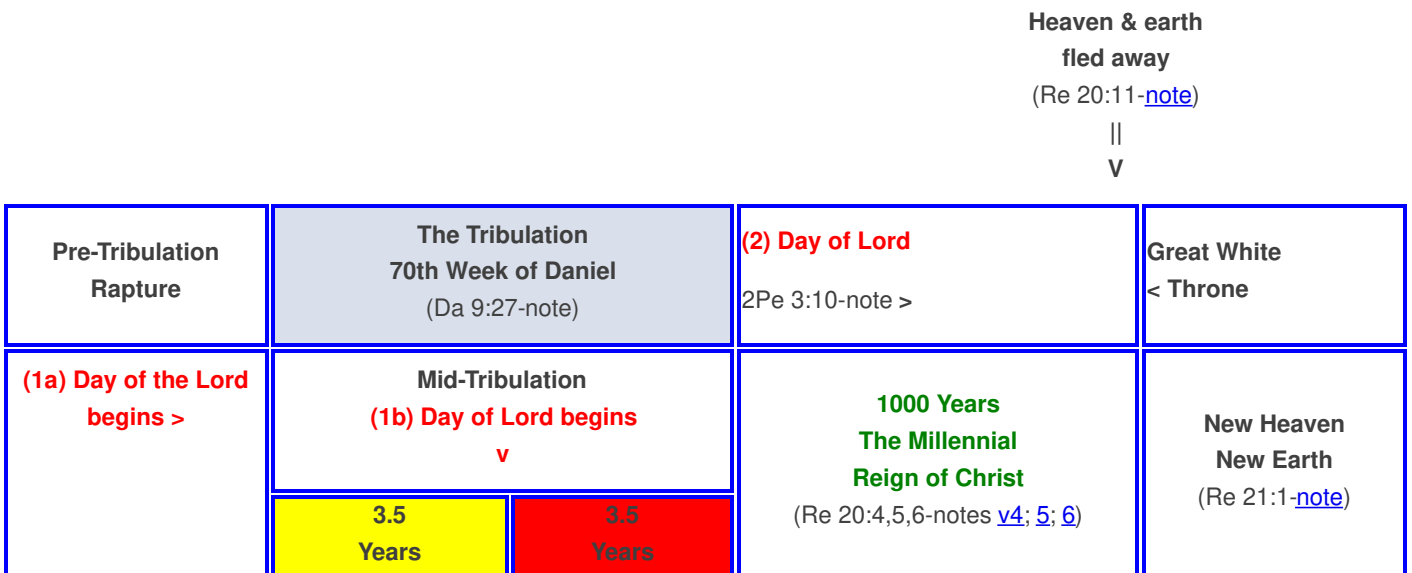 Heaven & earth
fled away
(Re 20:11-note)
||
V
Pre-Tribulation
Rapture
The Tribulation
70th Week of Daniel
(Da 9:27-note)
(2) Day of Lord
2Pe 3:10-note >
Great White
< Throne
(1a) Day of the Lord
begins >
Mid-Tribulation
(1b) Day of Lord begins
v
3.5
Years
3.5
Years
1000 Years
The Millennial
Reign of Christ
(Re 20:4,5,6-notes v4; 5; 6)
New Heaven
New Earth
(Re 21:1-note)